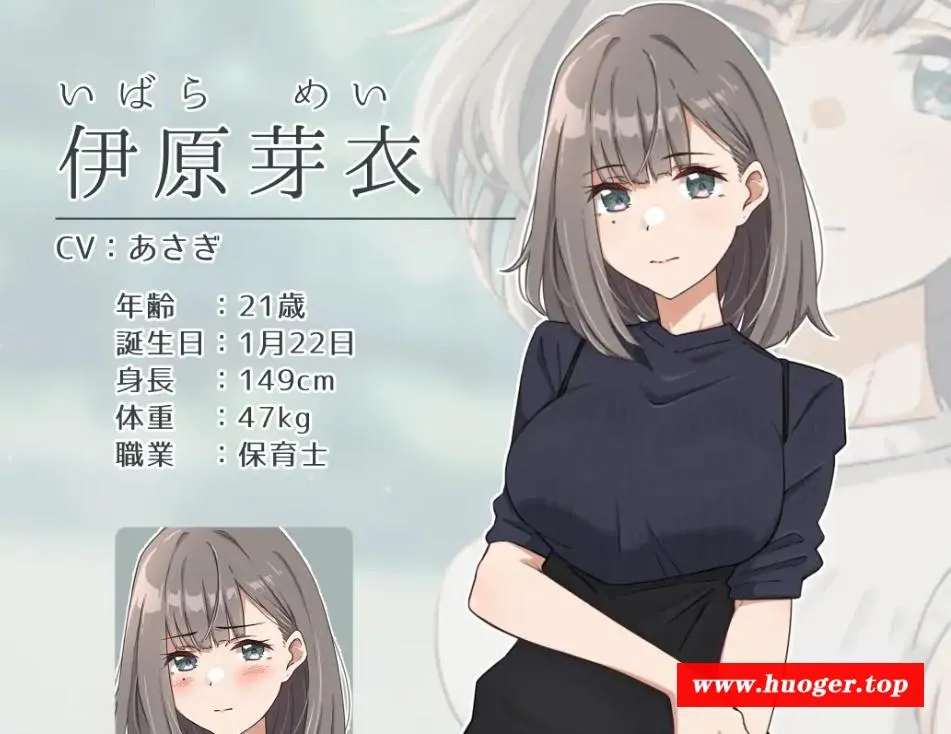 いばら めい
伊原芽衣
CV：あさぎ
年齢 ：21歳
誕生日：1月22日
身長 ：149cm
体重 ：47kg
職業 ：保育士
www.huoger.top